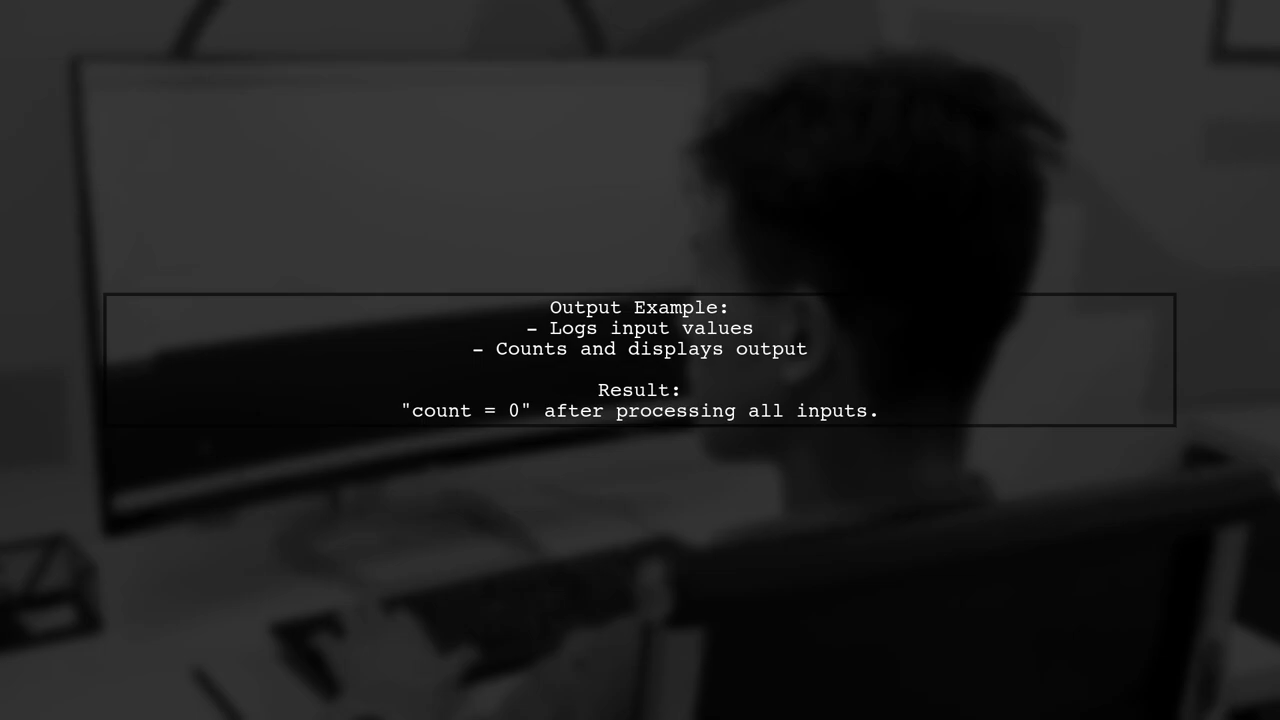 Output Example:
- Logs input values
- Counts and displays output
Result:
"count = 0" after processing all inputs.